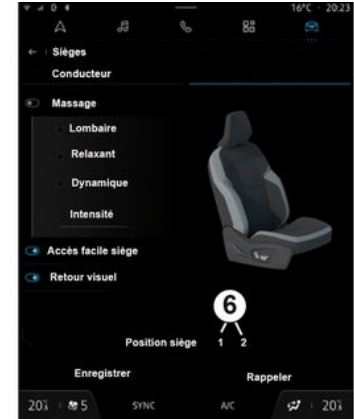 16°C · 20:23
← Sièges
Conducteur
Massage
Lombaire
Relaxant
Dynamique
Intensité
Accès facile siège
Retour visuel
6
Position siège 1 2
Enregistrer Rappeler
20 5 SYNC A/C 20